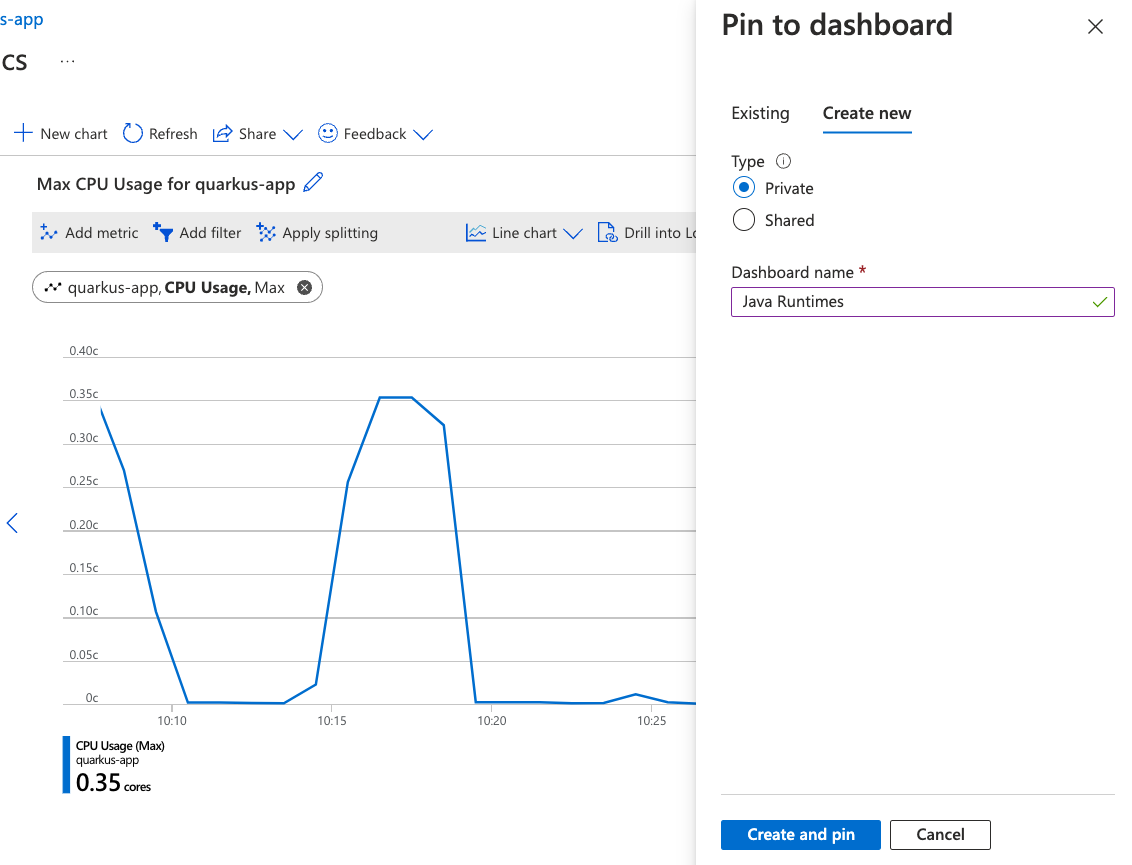 s-app
cs ...
New chart Refresh Share Feedback
Max CPU Usage for quarkus-app
Add metric Add filter Apply splitting Line chart Drill into Lo
quarkus-app, CPU Usage, Max
0.40c
0.35c
0.30c
0.25c
0.20c
0.15c
0.10c
0.05c
0c
10:10 10:15 10:20 10:25
CPU Usage (Max)
quarkus-app
0.35 cores
Pin to dashboard
Existing Create new
Type
Private
Shared
Dashboard name *
Java Runtimes
Create and pin Cancel